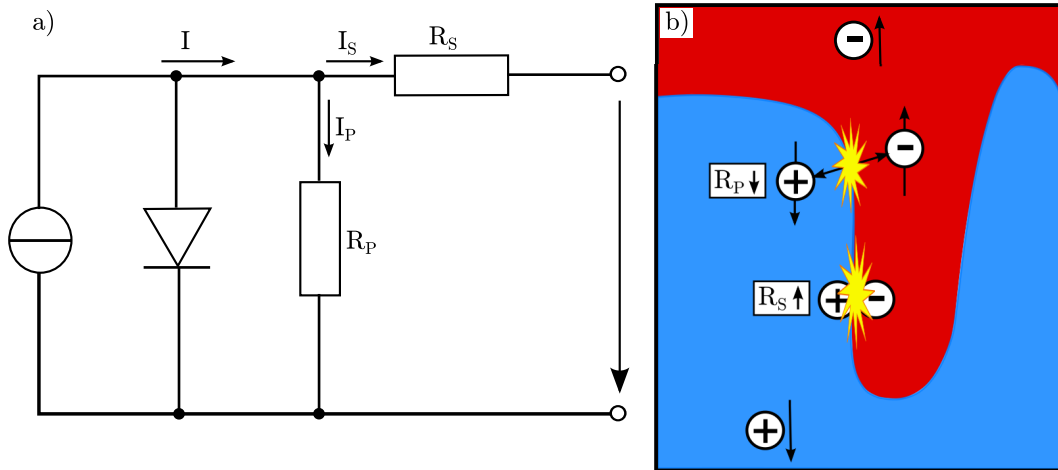 a)
I
I_S
R_S
I_P
R_P
b)
−
−
+
R_P ↓
R_S ↑
+ −
+